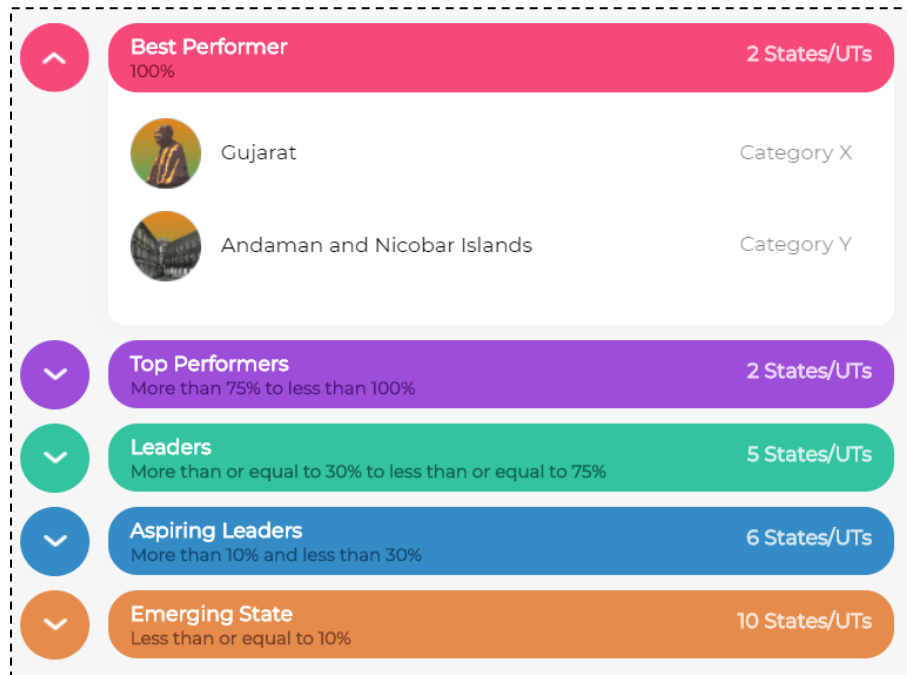 Best Performer
100%
2 States/UTs
Gujarat
Category X
Andaman and Nicobar Islands
Category Y
Top Performers
More than 75% to less than 100%
2 States/UTs
Leaders
More than or equal to 30% to less than or equal to 75%
5 States/UTs
Aspiring Leaders
More than 10% and less than 30%
6 States/UTs
Emerging State
Less than or equal to 10%
10 States/UTs